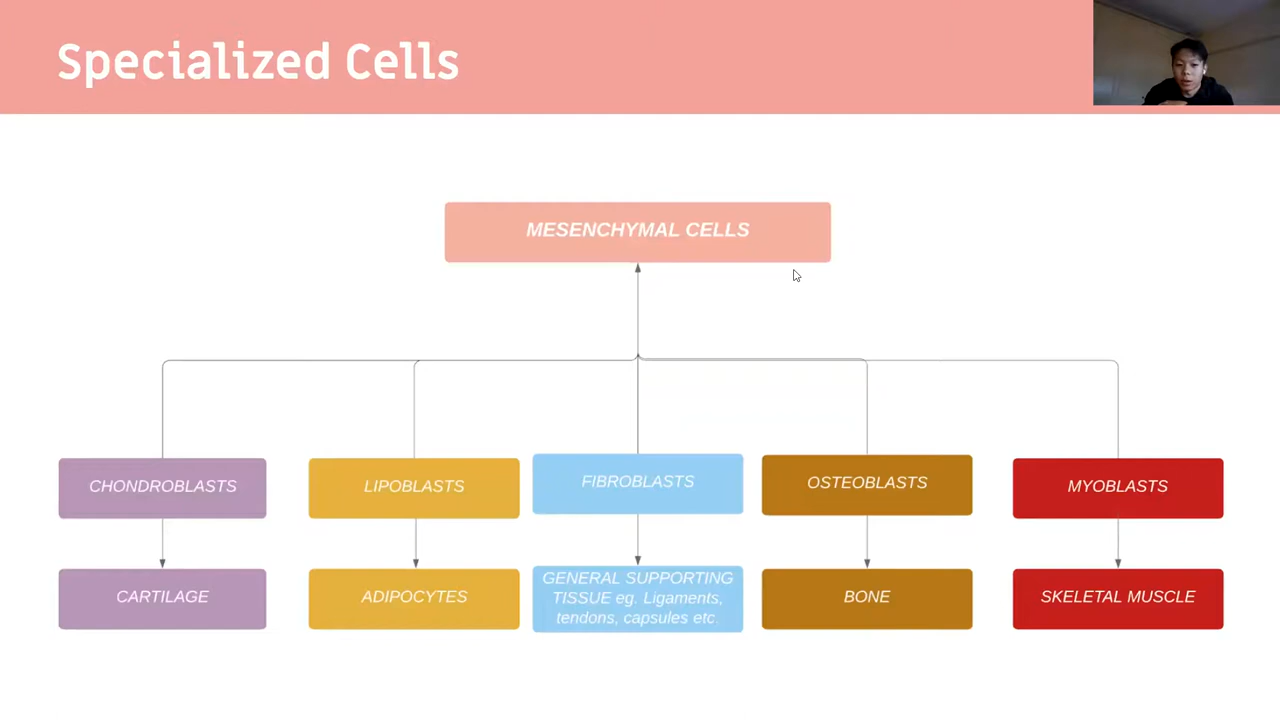 Specialized Cells
MESENCHYMAL CELLS
CHONDROBLASTS
LIPOBLASTS
FIBROBLASTS
OSTEOBLASTS
MYOBLASTS
CARTILAGE
ADIPOCYTES
GENERAL SUPPORTING
TISSUE eg. Ligaments,
tendons, capsules etc.
BONE
SKELETAL MUSCLE